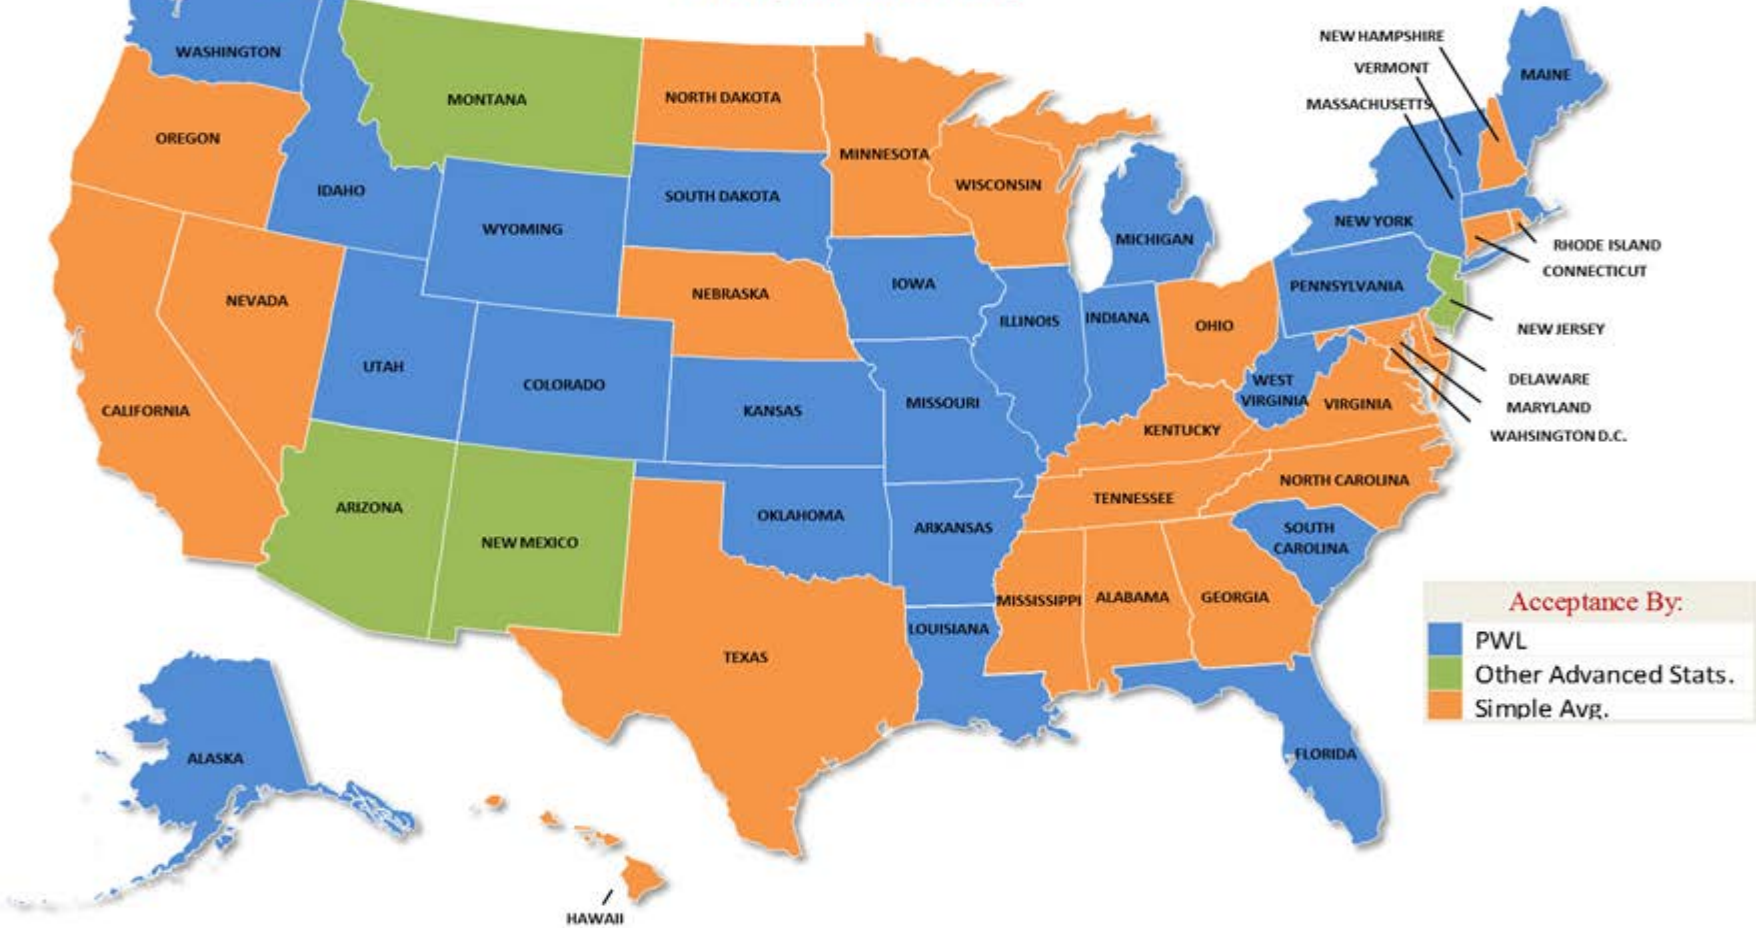 NEW HAMPSHIRE
WASHINGTON
VERMONT
MAINE
MONTANA
NORTH DAKOTA
MASSACHUSETTS
OREGON
MINNESOTA
WISCONSIN
IDAHO
SOUTH DAKOTA
NEW YORK
WYOMING
MICHIGAN
RHODE ISLAND
CONNECTICUT
IOWA
PENNSYLVANIA
NEBRASKA
NEVADA
ILLINOIS
INDIANA
OHIO
NEW JERSEY
UTAH
COLORADO
DELAWARE
WEST
VIRGINIA
MISSOURI
VIRGINIA
MARYLAND
CALIFORNIA
KANSAS
KENTUCKY
WAHSINGTON D.C.
NORTH CAROLINA
TENNESSEE
ARIZONA
OKLAHOMA
ARKANSAS
SOUTH
CAROLINA
NEW MEXICO
MISSISSIPPI
ALABAMA
GEORGIA
LOUISIANA
TEXAS
FLORIDA
ALASKA
HAWAII
Acceptance By:
PWL
Other Advanced Stats.
Simple Avg.